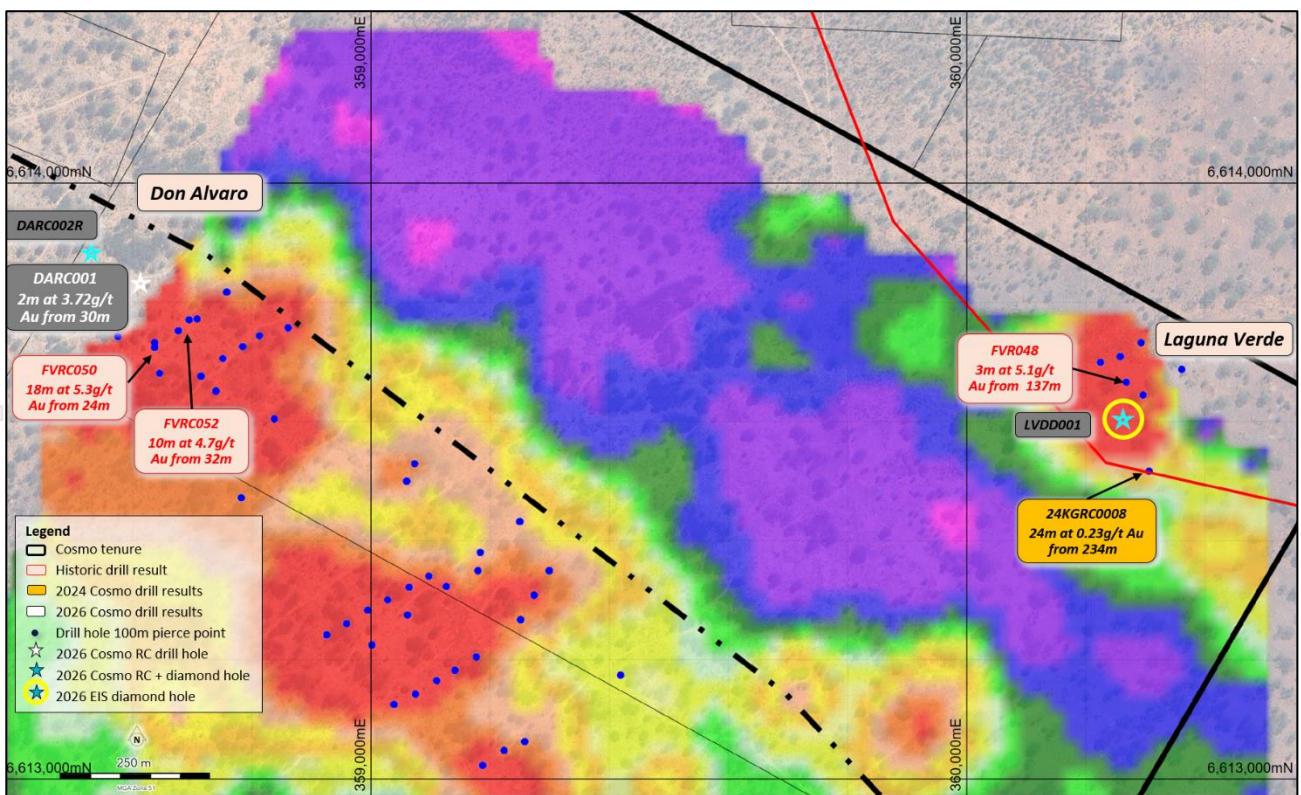 359,000mE
360,000mE
6,614,000mN
6,614,000mN
Don Alvaro
DARC002R
DARC001
2m at 3.72g/t
Au from 30m
FVRC050
18m at 5.3g/t
Au from 24m
FVRC052
10m at 4.7g/t
Au from 32m
Laguna Verde
FVR048
3m at 5.1g/t
Au from 137m
LVDD001
24KGRC0008
24m at 0.23g/t Au
from 234m
Legend
Cosmo tenure
Historic drill result
2024 Cosmo drill results
2026 Cosmo drill results
Drill hole 100m pierce point
2026 Cosmo RC drill hole
2026 Cosmo RC + diamond hole
2026 EIS diamond hole
N
250 m
MGA Zone 51
359,000mE
360,000mE
6,613,000mN
6,613,000mN